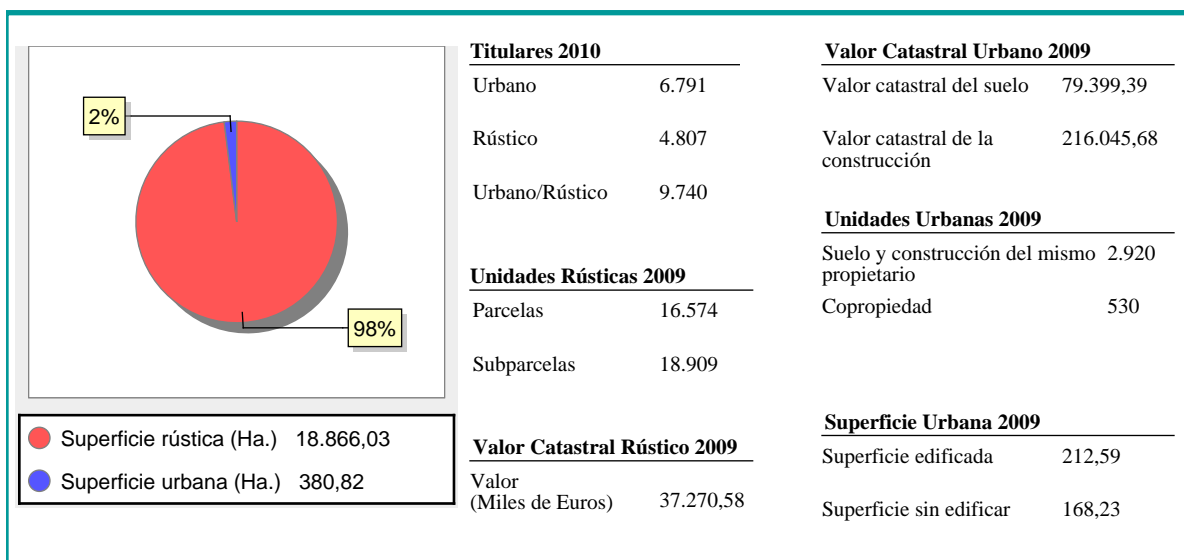 2%
98%
Superficie rústica (Ha.) 18.866,03
Superficie urbana (Ha.) 380,82
Titulares 2010
Urbano 6.791
Rústico 4.807
Urbano/Rústico 9.740
Unidades Rústicas 2009
Parcelas 16.574
Subparcelas 18.909
Valor Catastral Rústico 2009
Valor
(Miles de Euros) 37.270,58
Valor Catastral Urbano 2009
Valor catastral del suelo 79.399,39
Valor catastral de la 216.045,68
construcción
Unidades Urbanas 2009
Suelo y construcción del mismo 2.920
propietario
Copropiedad 530
Superficie Urbana 2009
Superficie edificada 212,59
Superficie sin edificar 168,23